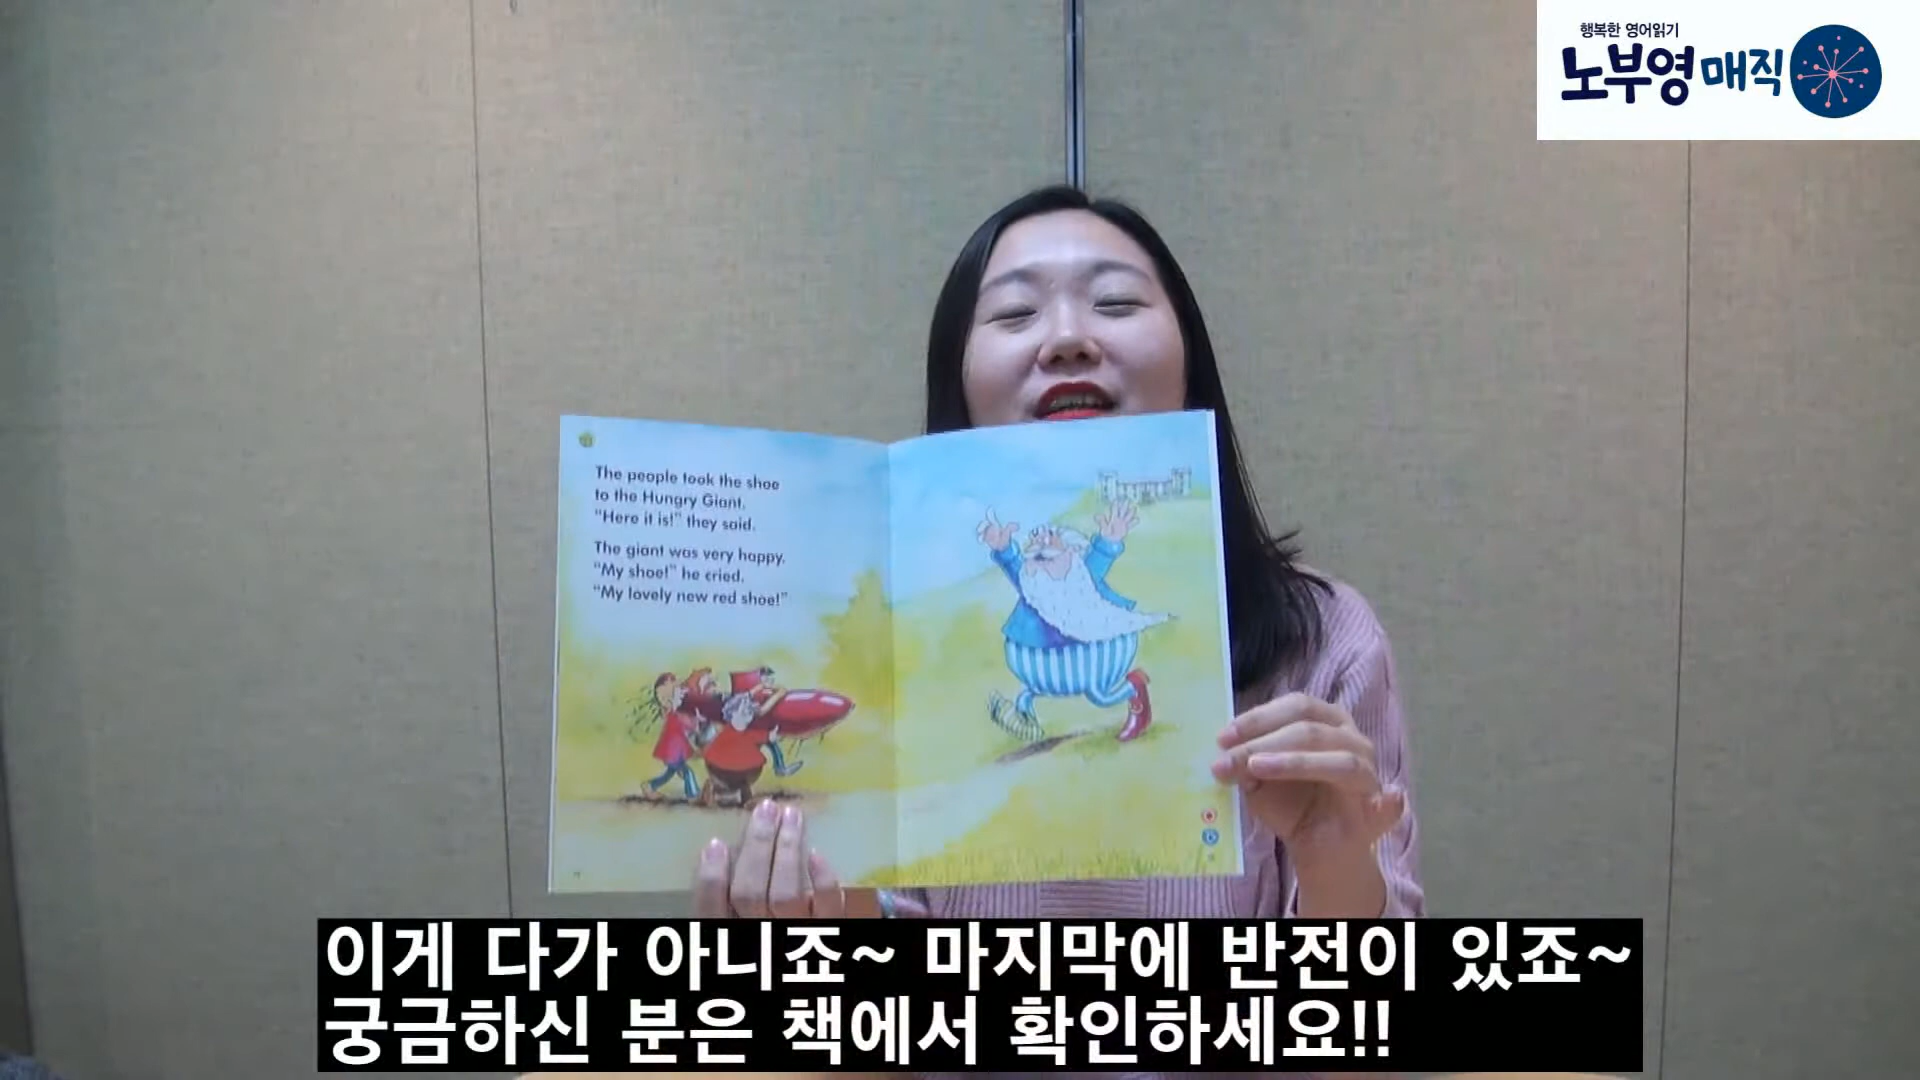 행복한 영어읽기
노부영 매직
The people took the shoe
to the Hungry Giant.
"Here it is!" they said.
The giant was very happy.
"My shoe!" he cried.
"My lovely new red shoe!"
이게 다가 아니죠~ 마지막에 반전이 있죠~
궁금하신 분은 책에서 확인하세요!!